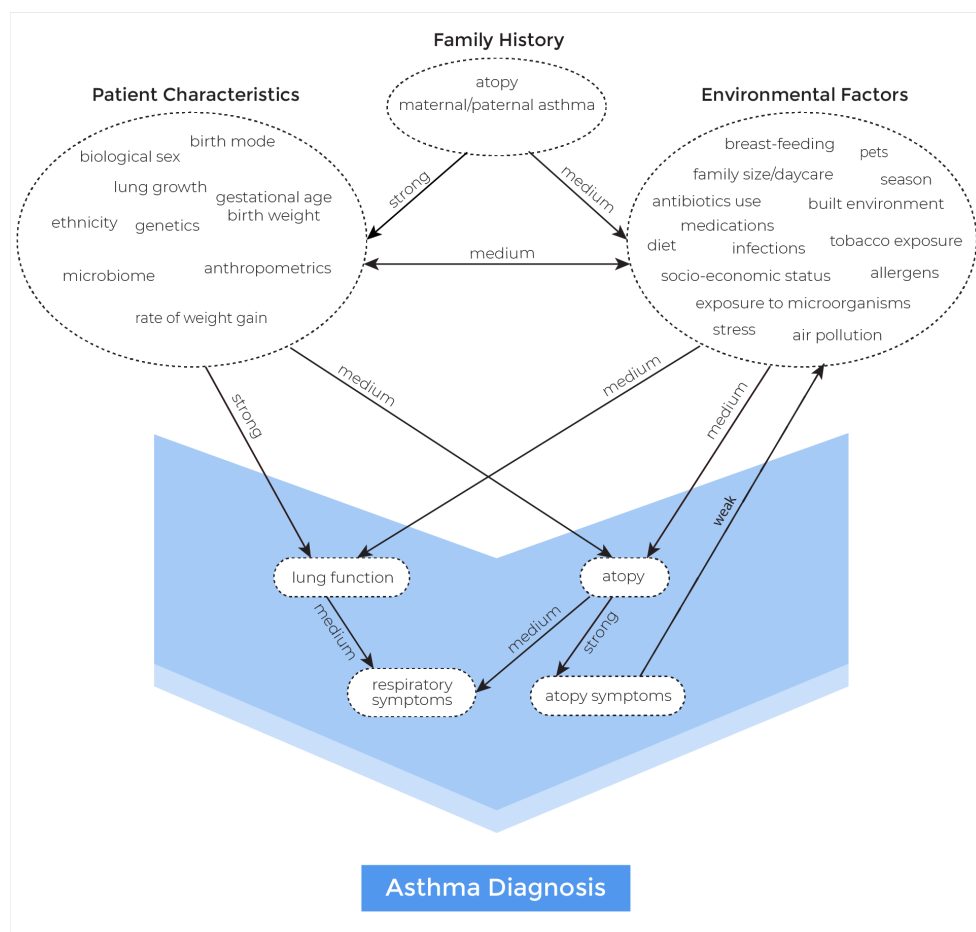 Family History
atopy
maternal/paternal asthma
Patient Characteristics
birth mode
biological sex
lung growth
gestational age
birth weight
ethnicity
genetics
microbiome
anthropometrics
rate of weight gain
Environmental Factors
breast-feeding
pets
family size/daycare
season
antibiotics use
built environment
medications
diet
infections
tobacco exposure
socio-economic status
allergens
exposure to microorganisms
stress
air pollution
strong
medium
medium
strong
medium
medium
medium
weak
lung function
atopy
medium
medium
strong
respiratory
symptoms
atopy symptoms
Asthma Diagnosis